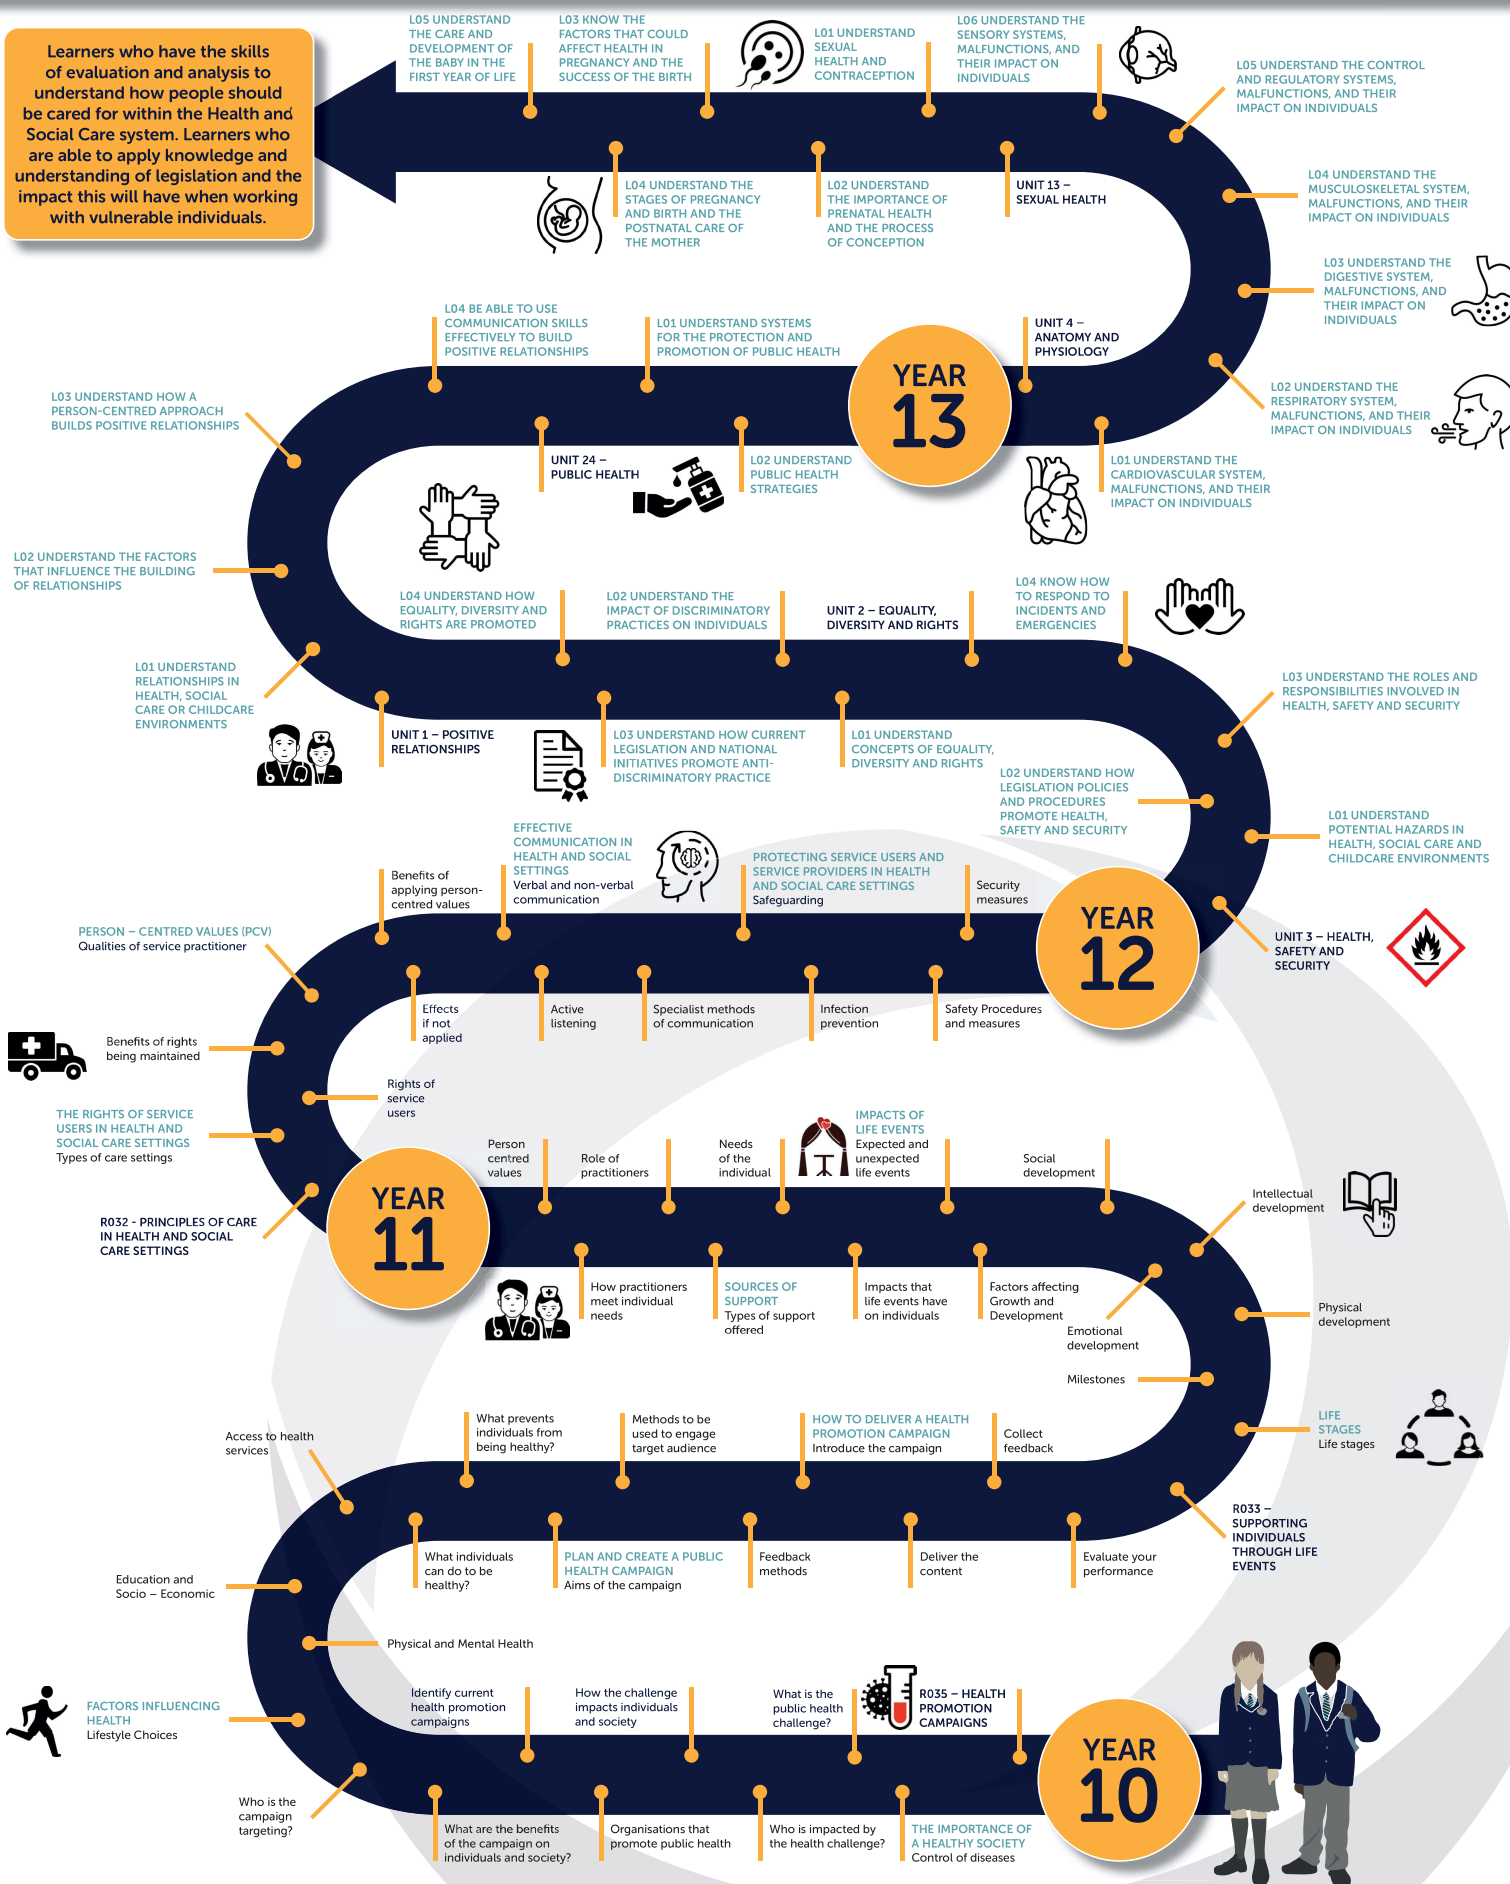 Learners who have the skills
of evaluation and analysis to
understand how people should
be cared for within the Health and
Social Care system. Learners who
are able to apply knowledge and
understanding of legislation and the
impact this will have when working
with vulnerable individuals.
L05 UNDERSTAND
THE CARE AND
DEVELOPMENT OF
THE BABY IN THE
FIRST YEAR OF LIFE
L03 KNOW THE
FACTORS THAT COULD
AFFECT HEALTH IN
PREGNANCY AND THE
SUCCESS OF THE BIRTH
L01 UNDERSTAND
SEXUAL
HEALTH AND
CONTRACEPTION
L06 UNDERSTAND THE
SENSORY SYSTEMS,
MALFUNCTIONS, AND
THEIR IMPACT ON
INDIVIDUALS
L05 UNDERSTAND THE CONTROL
AND REGULATORY SYSTEMS,
MALFUNCTIONS, AND THEIR
IMPACT ON INDIVIDUALS
L04 UNDERSTAND THE
STAGES OF PREGNANCY
AND BIRTH AND THE
POSTNATAL CARE OF
THE MOTHER
L02 UNDERSTAND
THE IMPORTANCE OF
PRENATAL HEALTH
AND THE PROCESS
OF CONCEPTION
UNIT 13 –
SEXUAL HEALTH
L04 UNDERSTAND THE
MUSCULOSKELETAL SYSTEM,
MALFUNCTIONS, AND THEIR
IMPACT ON INDIVIDUALS
L03 UNDERSTAND THE
DIGESTIVE SYSTEM,
MALFUNCTIONS, AND
THEIR IMPACT ON
INDIVIDUALS
L04 BE ABLE TO USE
COMMUNICATION SKILLS
EFFECTIVELY TO BUILD
POSITIVE RELATIONSHIPS
L01 UNDERSTAND SYSTEMS
FOR THE PROTECTION AND
PROMOTION OF PUBLIC HEALTH
UNIT 4 –
ANATOMY AND
PHYSIOLOGY
YEAR
13
L02 UNDERSTAND THE
RESPIRATORY SYSTEM,
MALFUNCTIONS, AND THEIR
IMPACT ON INDIVIDUALS
L03 UNDERSTAND HOW A
PERSON-CENTRED APPROACH
BUILDS POSITIVE RELATIONSHIPS
UNIT 24 –
PUBLIC HEALTH
L02 UNDERSTAND
PUBLIC HEALTH
STRATEGIES
L01 UNDERSTAND THE
CARDIOVASCULAR SYSTEM,
MALFUNCTIONS, AND THEIR
IMPACT ON INDIVIDUALS
L02 UNDERSTAND THE FACTORS
THAT INFLUENCE THE BUILDING
OF RELATIONSHIPS
L04 UNDERSTAND HOW
EQUALITY, DIVERSITY AND
RIGHTS ARE PROMOTED
L02 UNDERSTAND THE
IMPACT OF DISCRIMINATORY
PRACTICES ON INDIVIDUALS
UNIT 2 – EQUALITY,
DIVERSITY AND RIGHTS
L04 KNOW HOW
TO RESPOND TO
INCIDENTS AND
EMERGENCIES
L01 UNDERSTAND
RELATIONSHIPS IN
HEALTH, SOCIAL
CARE OR CHILDCARE
ENVIRONMENTS
L03 UNDERSTAND THE ROLES AND
RESPONSIBILITIES INVOLVED IN
HEALTH, SAFETY AND SECURITY
UNIT 1 – POSITIVE
RELATIONSHIPS
L03 UNDERSTAND HOW CURRENT
LEGISLATION AND NATIONAL
INITIATIVES PROMOTE ANTI-
DISCRIMINATORY PRACTICE
L01 UNDERSTAND
CONCEPTS OF EQUALITY,
DIVERSITY AND RIGHTS
L02 UNDERSTAND HOW
LEGISLATION POLICIES
AND PROCEDURES
PROMOTE HEALTH,
SAFETY AND SECURITY
L01 UNDERSTAND
POTENTIAL HAZARDS IN
HEALTH, SOCIAL CARE AND
CHILDCARE ENVIRONMENTS
Benefits of
applying person-
centred values
EFFECTIVE
COMMUNICATION IN
HEALTH AND SOCIAL
SETTINGS
Verbal and non-verbal
communication
PROTECTING SERVICE USERS AND
SERVICE PROVIDERS IN HEALTH
AND SOCIAL CARE SETTINGS
Safeguarding
Security
measures
YEAR
12
UNIT 3 – HEALTH,
SAFETY AND
SECURITY
PERSON – CENTRED VALUES (PCV)
Qualities of service practitioner
Effects
if not
applied
Active
listening
Specialist methods
of communication
Infection
prevention
Safety Procedures
and measures
Benefits of rights
being maintained
Rights of
service
users
THE RIGHTS OF SERVICE
USERS IN HEALTH AND
SOCIAL CARE SETTINGS
Types of care settings
R032 - PRINCIPLES OF CARE
IN HEALTH AND SOCIAL
CARE SETTINGS
YEAR
11
Person
centred
values
Role of
practitioners
Needs
of the
individual
IMPACTS OF
LIFE EVENTS
Expected and
unexpected
life events
Social
development
Intellectual
development
How practitioners
meet individual
needs
SOURCES OF
SUPPORT
Types of support
offered
Impacts that
life events have
on individuals
Factors affecting
Growth and
Development
Emotional
development
Physical
development
Milestones
LIFE
STAGES
Life stages
Access to health
services
What prevents
individuals from
being healthy?
Methods to be
used to engage
target audience
HOW TO DELIVER A HEALTH
PROMOTION CAMPAIGN
Introduce the campaign
Collect
feedback
R033 –
SUPPORTING
INDIVIDUALS
THROUGH LIFE
EVENTS
What individuals
can do to be
healthy?
PLAN AND CREATE A PUBLIC
HEALTH CAMPAIGN
Aims of the campaign
Feedback
methods
Deliver the
content
Evaluate your
performance
Education and
Socio – Economic
Physical and Mental Health
FACTORS INFLUENCING
HEALTH
Lifestyle Choices
Identify current
health promotion
campaigns
How the challenge
impacts individuals
and society
What is the
public health
challenge?
R035 – HEALTH
PROMOTION
CAMPAIGNS
YEAR
10
Who is the
campaign
targeting?
What are the benefits
of the campaign on
individuals and society?
Organisations that
promote public health
Who is impacted by
the health challenge?
THE IMPORTANCE OF
A HEALTHY SOCIETY
Control of diseases